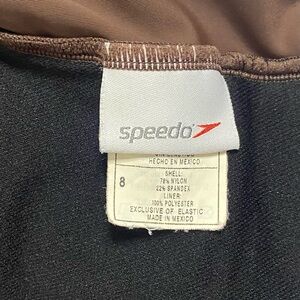 speedo
HECHO EN MEXICO
8
SHELL:
78% NYLON
22% SPANDEX
LINER:
100% POLYESTER
EXCLUSIVE OF ELASTIC
MADE IN MEXICO